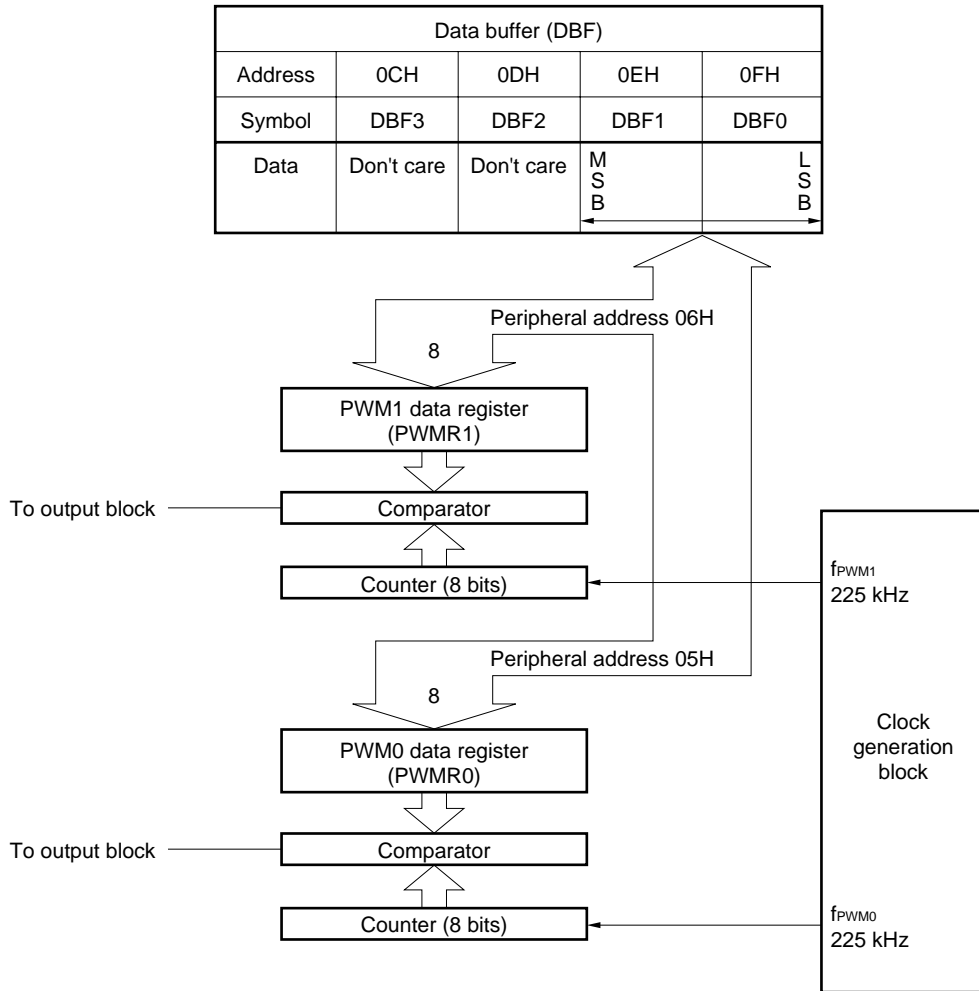 Data buffer (DBF)
Address 0CH 0DH 0EH 0FH
Symbol DBF3 DBF2 DBF1 DBF0
Data Don't care Don't care MSB LSB
Peripheral address 06H
8
PWM1 data register
(PWMR1)
To output block
Comparator
Counter (8 bits)
fPWM1
225 kHz
Peripheral address 05H
8
PWM0 data register
(PWMR0)
Clock
generation
block
To output block
Comparator
Counter (8 bits)
fPWM0
225 kHz